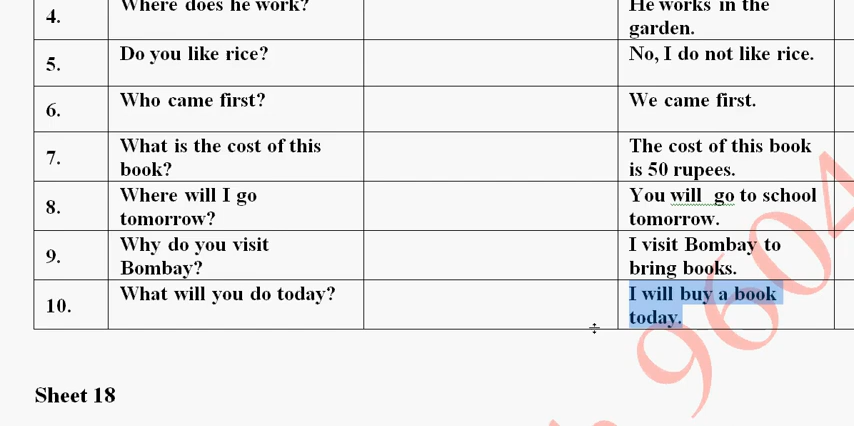 4. Where does he work? He works in the
garden.
5. Do you like rice? No, I do not like rice.
6. Who came first? We came first.
7. What is the cost of this The cost of this book
book? is 50 rupees.
8. Where will I go You will go to school
tomorrow? tomorrow.
9. Why do you visit I visit Bombay to
Bombay? bring books.
10. What will you do today? I will buy a book
today.
Sheet 18
9604